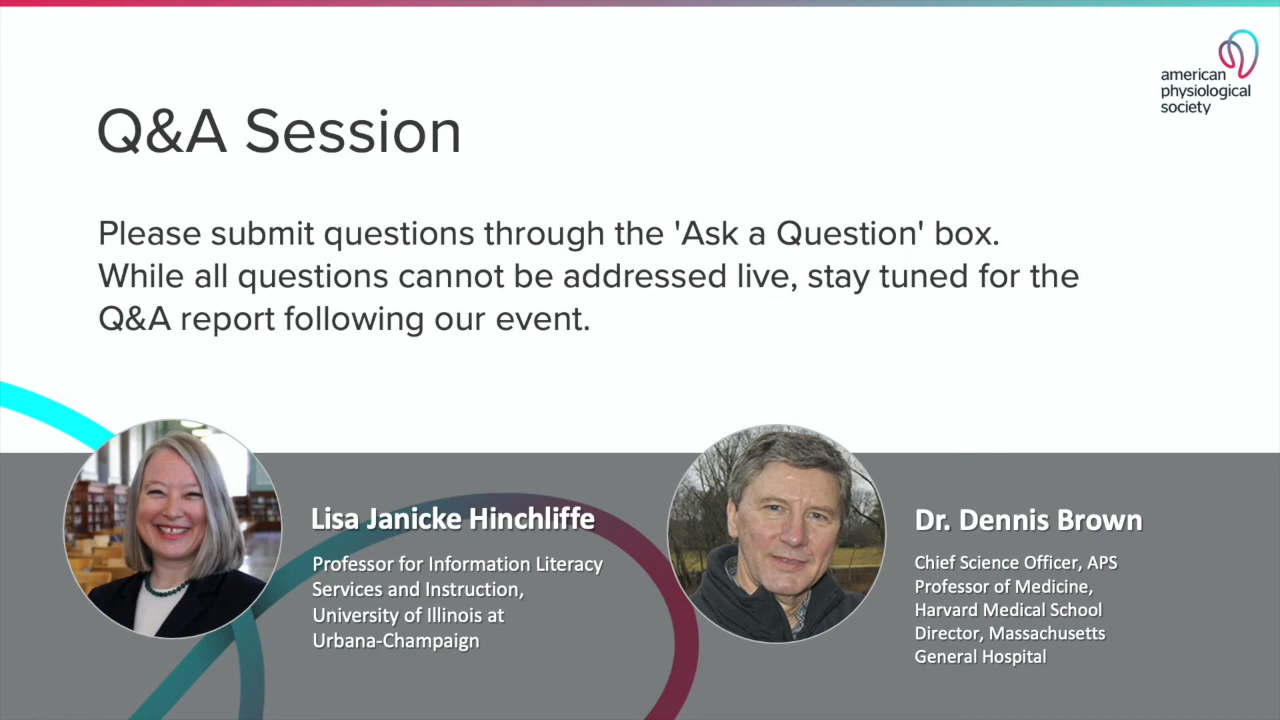 american
physiological
society
Q&A Session
Please submit questions through the 'Ask a Question' box.
While all questions cannot be addressed live, stay tuned for the
Q&A report following our event.
Lisa Janicke Hinchliffe
Professor for Information Literacy
Services and Instruction,
University of Illinois at
Urbana-Champaign
Dr. Dennis Brown
Chief Science Officer, APS
Professor of Medicine,
Harvard Medical School
Director, Massachusetts
General Hospital